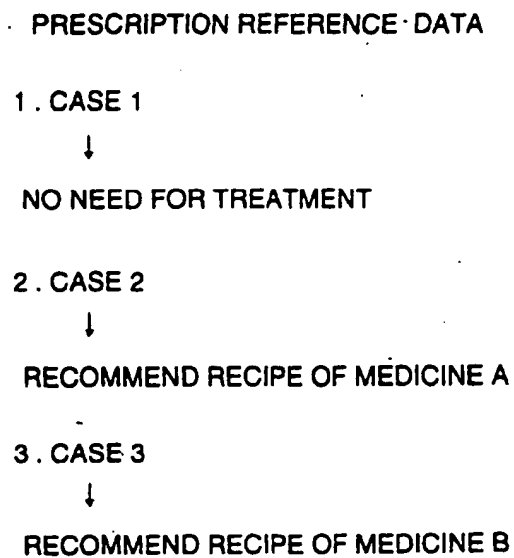 PRESCRIPTION REFERENCE DATA
1 . CASE 1
↓
NO NEED FOR TREATMENT
2 . CASE 2
↓
RECOMMEND RECIPE OF MEDICINE A
3 . CASE 3
↓
RECOMMEND RECIPE OF MEDICINE B